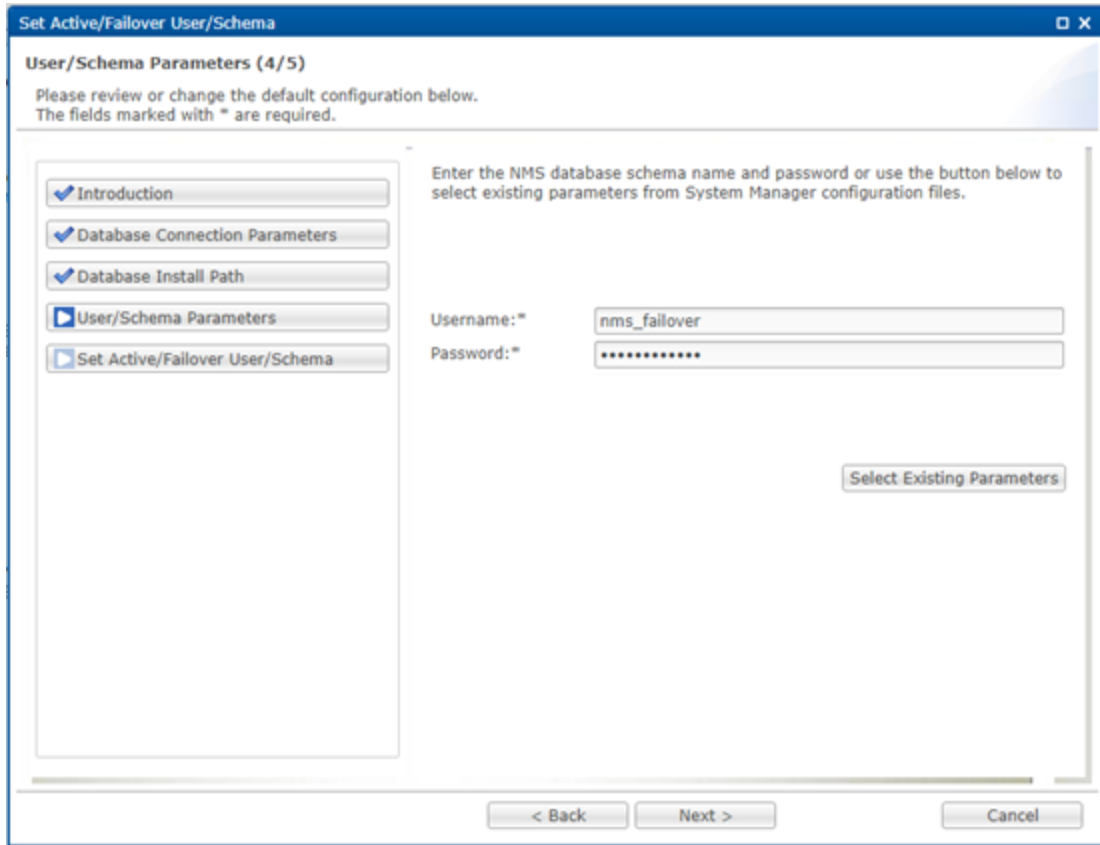 Set Active/Failover User/Schema
User/Schema Parameters (4/5)
Please review or change the default configuration below.
The fields marked with * are required.
Introduction
Database Connection Parameters
Database Install Path
User/Schema Parameters
Set Active/Failover User/Schema
Enter the NMS database schema name and password or use the button below to
select existing parameters from System Manager configuration files.
Username:* nms_failover
Password:* ••••••••••••
Select Existing Parameters
< Back Next > Cancel